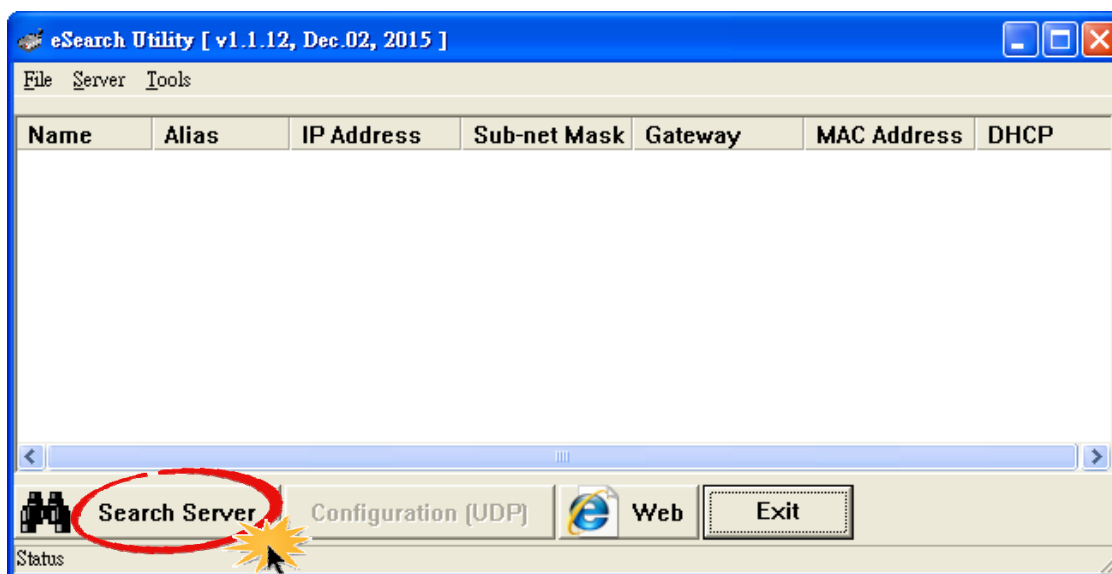 eSearch Utility [ v1.1.12, Dec.02, 2015 ]
File Server Tools
Name Alias IP Address Sub-net Mask Gateway MAC Address DHCP
Search Server Configuration (UDP) Web Exit
Status